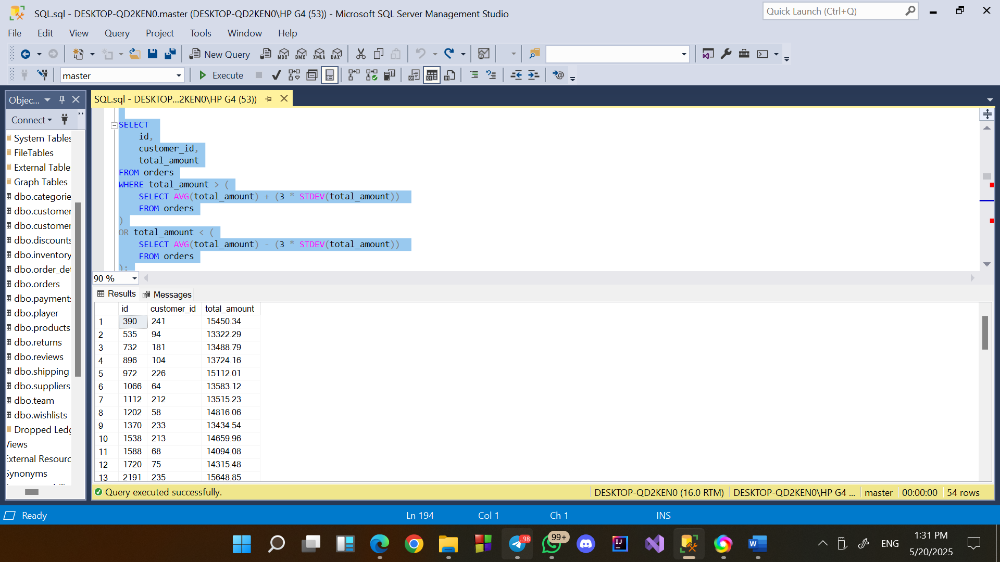 SQL.sql - DESKTOP-QD2KEN0.master (DESKTOP-QD2KEN0\HP G4 (53)) - Microsoft SQL Server Management Studio
Quick Launch (Ctrl+Q)
File Edit View Query Project Tools Window Help
New Query MDX DMX XMLA DAX
master Execute
Objec...
SQL.sql - DESKTOP...2KEN0\HP G4 (53))
Connect
System Tables
FileTables
External Table
Graph Tables
dbo.categorie
dbo.customer
dbo.customer
dbo.discounts
dbo.inventory
dbo.order_det
dbo.orders
dbo.payments
dbo.player
dbo.products
dbo.returns
dbo.reviews
dbo.shipping
dbo.suppliers
dbo.team
dbo.wishlists
Dropped Ledg
Views
External Resourc
Synonyms
SELECT
id,
customer_id,
total_amount
FROM orders
WHERE total_amount > (
SELECT AVG(total_amount) + (3 * STDEV(total_amount))
FROM orders
)
OR total_amount < (
SELECT AVG(total_amount) - (3 * STDEV(total_amount))
FROM orders
);
90 %
Results Messages
id customer_id total_amount
1 390 241 15450.34
2 535 94 13322.29
3 732 181 13488.79
4 896 104 13724.16
5 972 226 15112.01
6 1066 64 13583.12
7 1112 212 13515.23
8 1202 58 14816.06
9 1370 233 13434.54
10 1538 213 14659.96
11 1588 68 14094.08
12 1720 75 14315.48
13 2191 235 15648.85
Query executed successfully. DESKTOP-QD2KEN0 (16.0 RTM) DESKTOP-QD2KEN0\HP G4 ... master 00:00:00 54 rows
Ready Ln 194 Col 1 Ch 1 INS
..98 99+ IJ W ENG 1:31 PM
5/20/2025